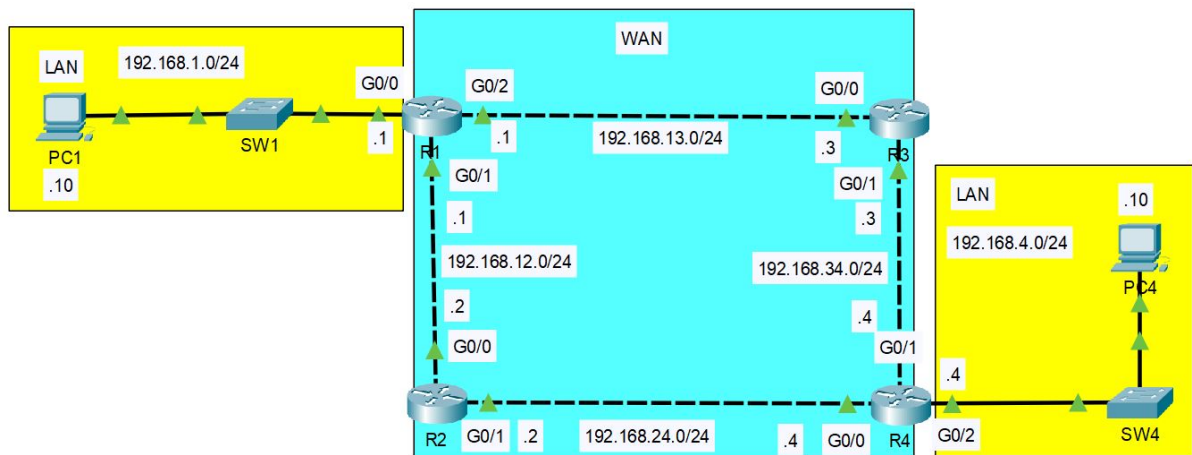 WAN
LAN
192.168.1.0/24
G0/0
G0/2
G0/0
PC1
SW1
.1
R1
.1
192.168.13.0/24
.3
R3
.10
G0/1
G0/1
LAN
.10
.1
.3
192.168.4.0/24
192.168.12.0/24
192.168.34.0/24
PC4
.2
.4
G0/0
G0/1
.4
R2
G0/1
.2
192.168.24.0/24
.4
G0/0
R4
G0/2
SW4